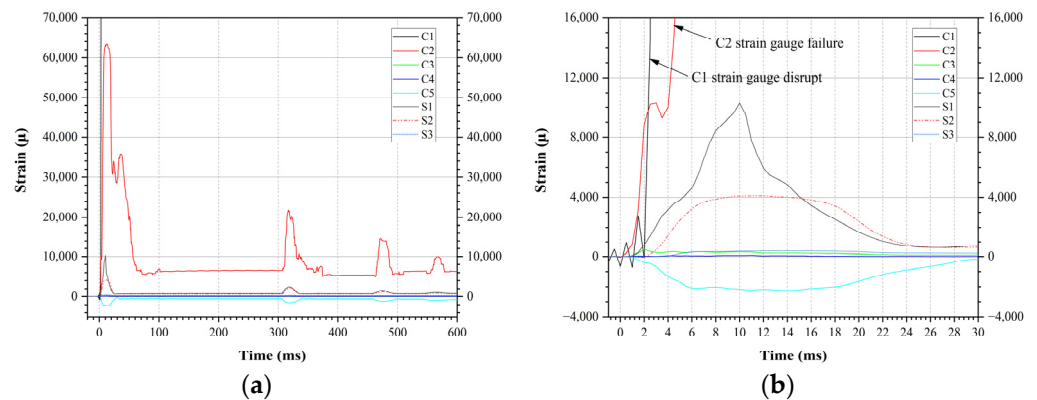 70,000
60,000
50,000
40,000
30,000
20,000
10,000
0
Strain (μ)
70,000
60,000
50,000
40,000
30,000
20,000
10,000
0
C1
C2
C3
C4
C5
S1
S2
S3
0 100 200 300 400 500 600
Time (ms)
(a)
16,000
12,000
8,000
4,000
0
−4,000
Strain (μ)
16,000
12,000
8,000
4,000
0
−4,000
C2 strain gauge failure
C1 strain gauge disrupt
C1
C2
C3
C4
C5
S1
S2
S3
0 2 4 6 8 10 12 14 16 18 20 22 24 26 28 30
Time (ms)
(b)